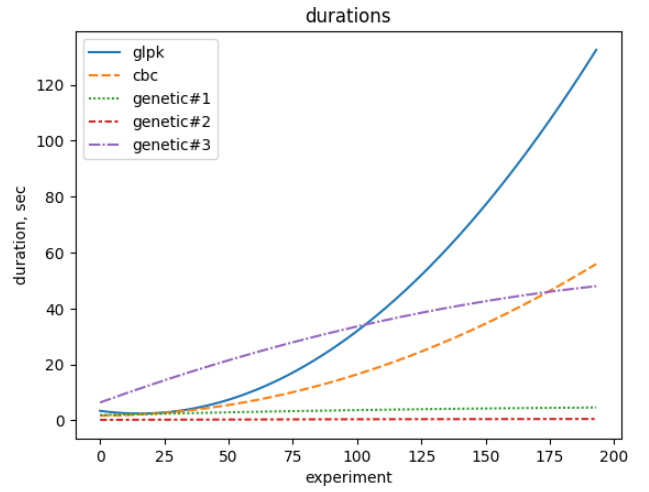 durations
glpk
cbc
genetic#1
genetic#2
genetic#3
duration, sec
120
100
80
60
40
20
0
0 25 50 75 100 125 150 175 200
experiment